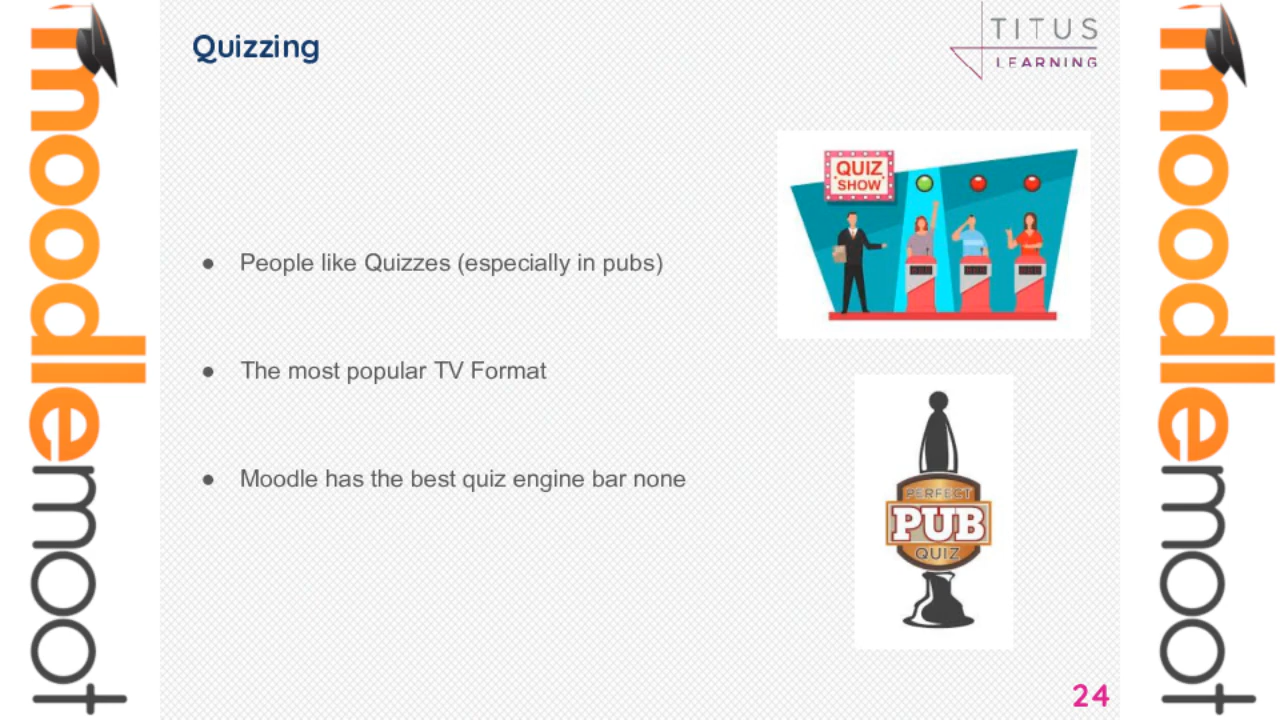 moodlemoot
Quizzing
TITUS
LEARNING
QUIZ
SHOW
● People like Quizzes (especially in pubs)
● The most popular TV Format
● Moodle has the best quiz engine bar none
PERFECT
PUB
QUIZ
24
moodlemoot